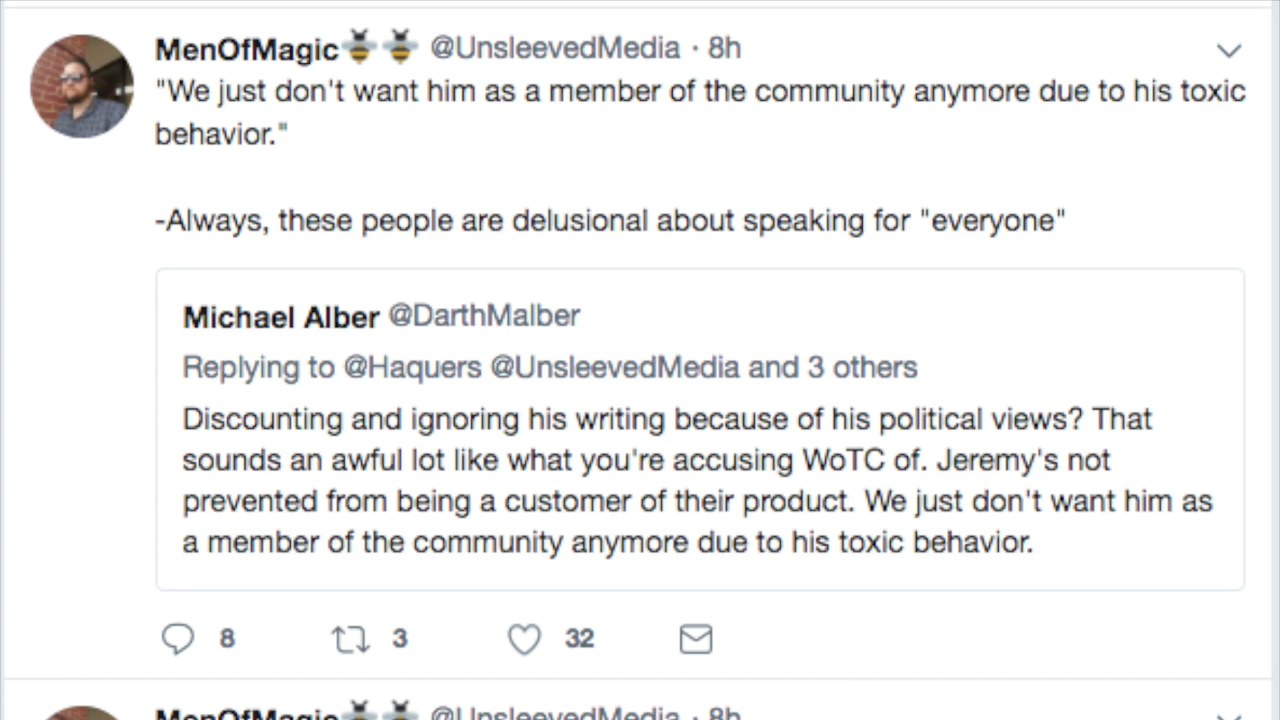 MenOfMagic🐝🐝 @UnsleevedMedia · 8h
"We just don't want him as a member of the community anymore due to his toxic
behavior."
-Always, these people are delusional about speaking for "everyone"
Michael Alber @DarthMalber
Replying to @Haquers @UnsleevedMedia and 3 others
Discounting and ignoring his writing because of his political views? That
sounds an awful lot like what you're accusing WoTC of. Jeremy's not
prevented from being a customer of their product. We just don't want him as
a member of the community anymore due to his toxic behavior.
8 3 32
MenOfMagic🐝🐝 @UnsleevedMedia · 8h